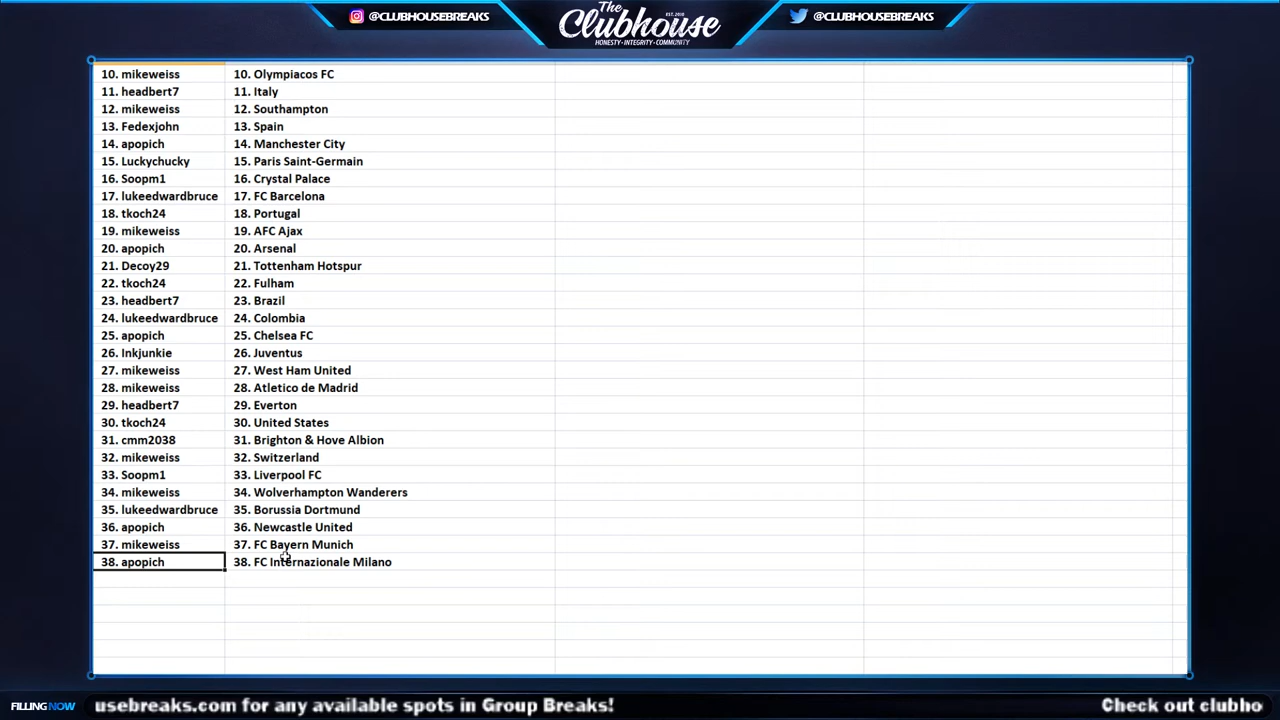 @CLUBHOUSEBREAKS
The Clubhouse
EST. 2018
HONESTY • INTEGRITY • COMMUNITY
@CLUBHOUSEBREAKS
10. mikeweiss 10. Olympiacos FC
11. headbert7 11. Italy
12. mikeweiss 12. Southampton
13. Fedexjohn 13. Spain
14. apopich 14. Manchester City
15. Luckychucky 15. Paris Saint-Germain
16. Soopm1 16. Crystal Palace
17. lukeedwardbruce 17. FC Barcelona
18. tkoch24 18. Portugal
19. mikeweiss 19. AFC Ajax
20. apopich 20. Arsenal
21. Decoy29 21. Tottenham Hotspur
22. tkoch24 22. Fulham
23. headbert7 23. Brazil
24. lukeedwardbruce 24. Colombia
25. apopich 25. Chelsea FC
26. Inkjunkie 26. Juventus
27. mikeweiss 27. West Ham United
28. mikeweiss 28. Atletico de Madrid
29. headbert7 29. Everton
30. tkoch24 30. United States
31. cmm2038 31. Brighton & Hove Albion
32. mikeweiss 32. Switzerland
33. Soopm1 33. Liverpool FC
34. mikeweiss 34. Wolverhampton Wanderers
35. lukeedwardbruce 35. Borussia Dortmund
36. apopich 36. Newcastle United
37. mikeweiss 37. FC Bayern Munich
38. apopich 38. FC Internazionale Milano
FILLING NOW usebreaks.com for any available spots in Group Breaks! Check out clubho